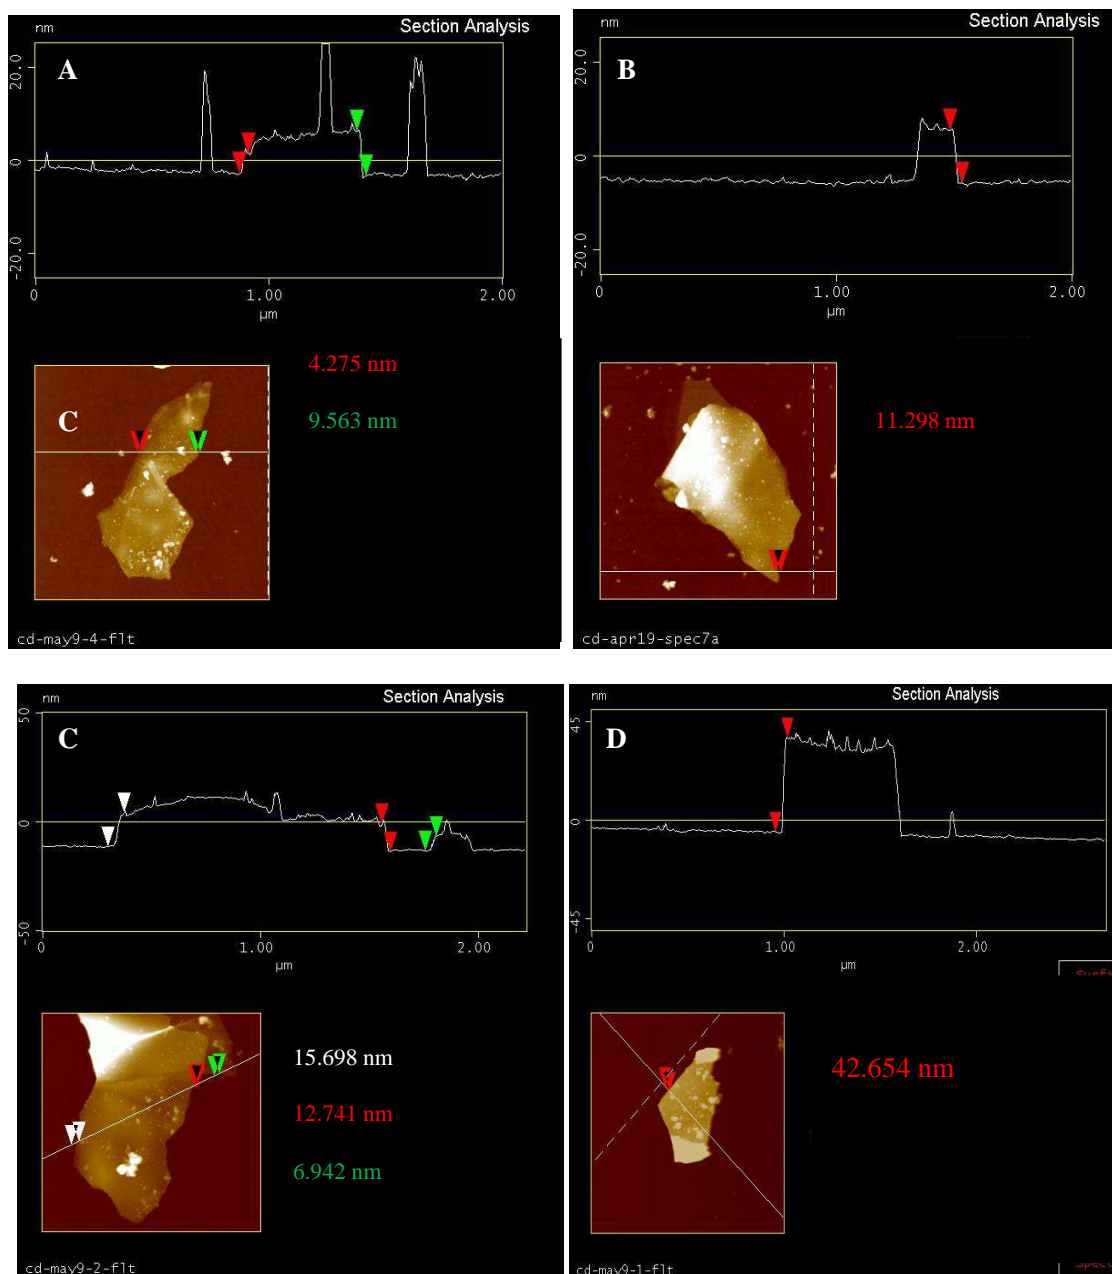 nm
Section Analysis
A
20.0
0
-20.0
0
1.00
2.00
µm
4.275 nm
9.563 nm
C
cd-may9-4-flt
nm
Section Analysis
B
20.0
0
-20.0
0
1.00
2.00
µm
11.298 nm
cd-apr19-spec7a
nm
Section Analysis
C
50
0
-50
0
1.00
2.00
µm
15.698 nm
12.741 nm
6.942 nm
cd-may9-2-flt
nm
Section Analysis
D
45
0
-45
0
1.00
2.00
µm
42.654 nm
cd-may9-1-flt